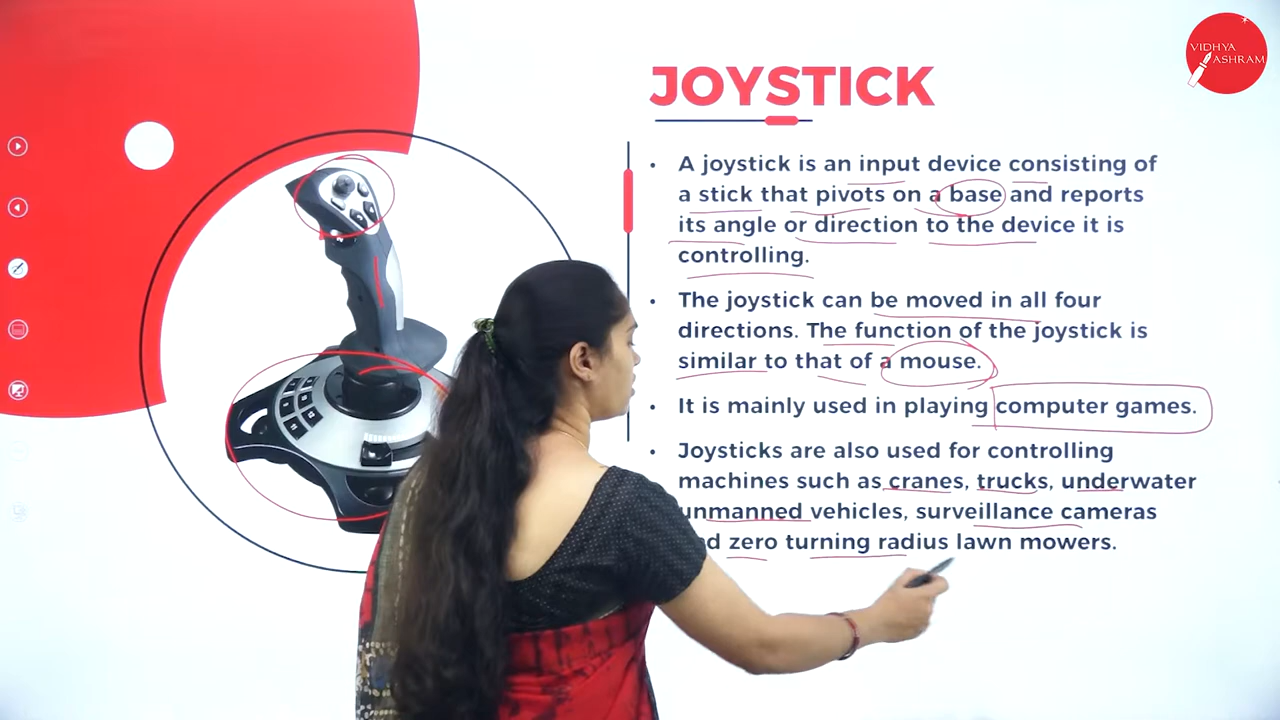 VIDHYA
ASHRAM
JOYSTICK
• A joystick is an input device consisting of
a stick that pivots on a base and reports
its angle or direction to the device it is
controlling.
• The joystick can be moved in all four
directions. The function of the joystick is
similar to that of a mouse.
• It is mainly used in playing computer games.
• Joysticks are also used for controlling
machines such as cranes, trucks, underwater
unmanned vehicles, surveillance cameras
zero turning radius lawn mowers.